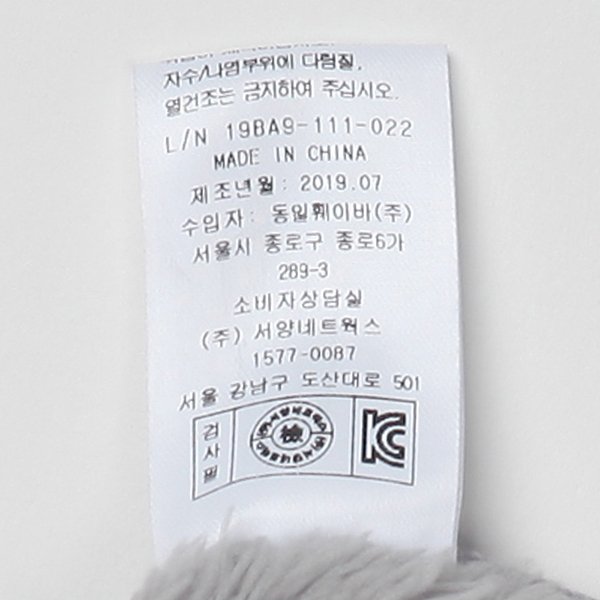 자수/나염부위에 다림질,
열건조는 금지하여 주십시오.
L/N 19BA9-111-022
MADE IN CHINA
제조년월 : 2019.07
수입자: 동일훼이바(주)
서울시 종로구 종로6가
289-3
소비자상담실
(주) 서양네트웍스
1577-0087
서울 강남구 도산대로 501
검사필
檢
KC